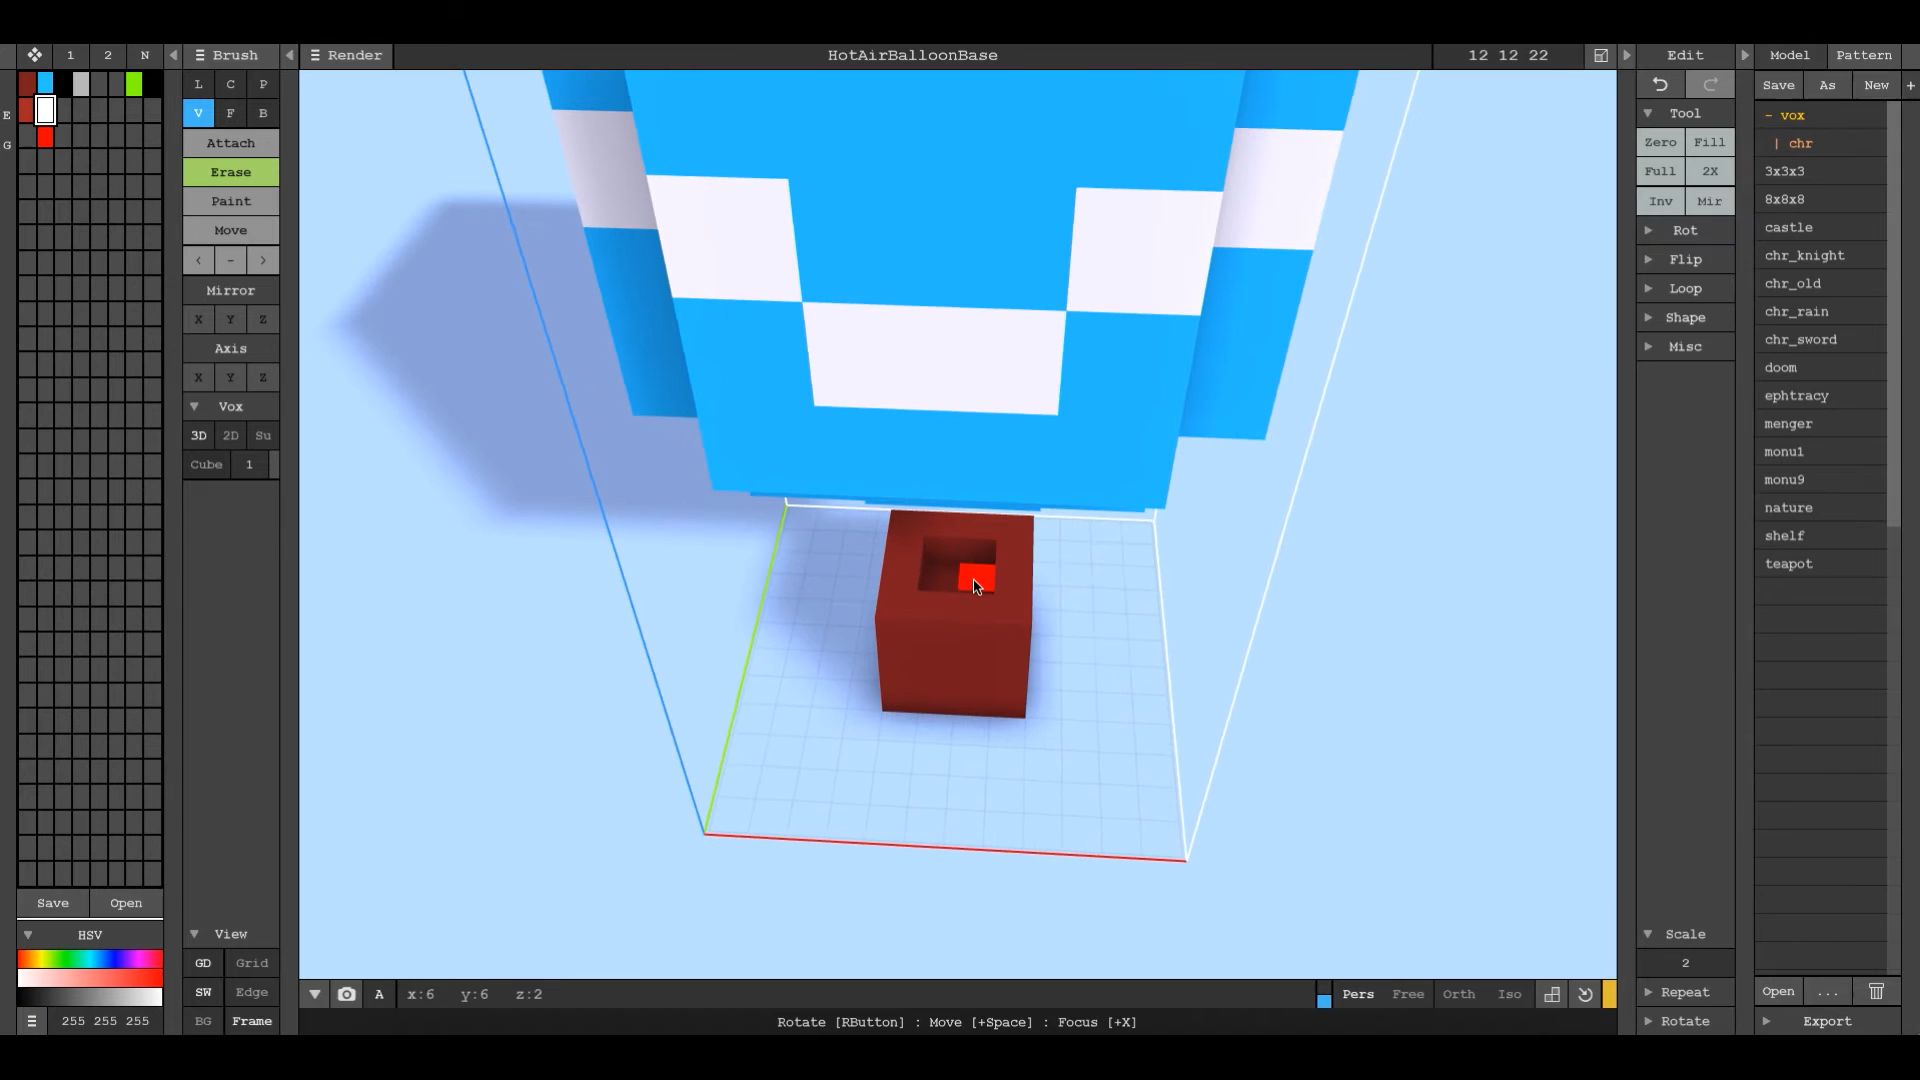 1 2 N Brush Render HotAirBalloonBase 12 12 22 Edit Model Pattern
L C P Save As New +
E V F B Tool - vox
G Attach Zero Fill | chr
Erase Full 2X 3x3x3
Paint Inv Mir 8x8x8
Move Rot castle
< - > Flip chr_knight
Mirror Loop chr_old
X Y Z Shape chr_rain
Axis Misc chr_sword
X Y Z doom
Vox ephtracy
3D 2D Su menger
Cube 1 monu1
monu9
nature
shelf
teapot
Save Open
HSV View Scale
GD Grid 2
SW Edge A x:6 y:6 z:2 Pers Free Orth Iso Repeat Open ...
255 255 255 BG Frame Rotate [RButton] : Move [+Space] : Focus [+X] Rotate Export